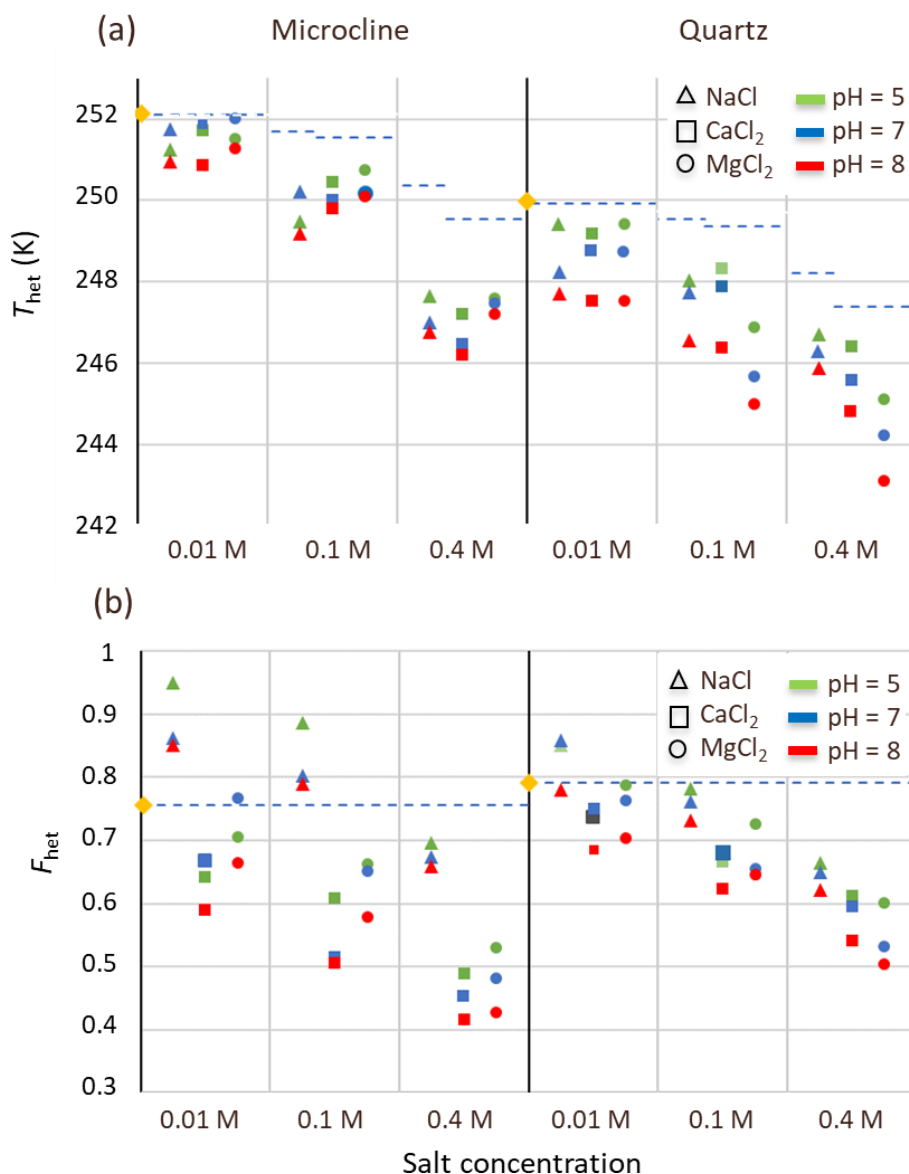 (a) Microcline Quartz
252
250
248
246
244
242
T_het (K)
NaCl pH = 5
CaCl₂ pH = 7
MgCl₂ pH = 8
0.01 M 0.1 M 0.4 M 0.01 M 0.1 M 0.4 M
(b)
1
0.9
0.8
0.7
0.6
0.5
0.4
0.3
F_het
NaCl pH = 5
CaCl₂ pH = 7
MgCl₂ pH = 8
0.01 M 0.1 M 0.4 M 0.01 M 0.1 M 0.4 M
Salt concentration